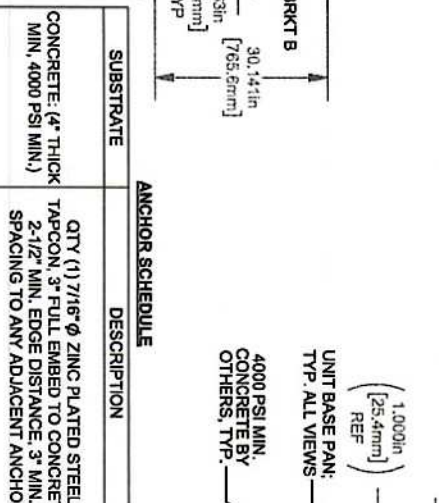 1.000in
[25.4mm]
REF
UNIT BASE PAN;
TYP. ALL VIEWS
4000 PSI MIN.
CONCRETE BY
OTHERS, TYP.
BRKT B
30.141in
[765.6mm]
3in
mm]
TYP
ANCHOR SCHEDULE
SUBSTRATE
DESCRIPTION
CONCRETE: (4" THICK
MIN, 4000 PSI MIN.)
QTY (1) 7/16"Ø ZINC PLATED STEEL
TAPCON, 3" FULL EMBED TO CONCRET
2-1/2" MIN. EDGE DISTANCE, 3" MIN.
SPACING TO ANY ADJACENT ANCHO